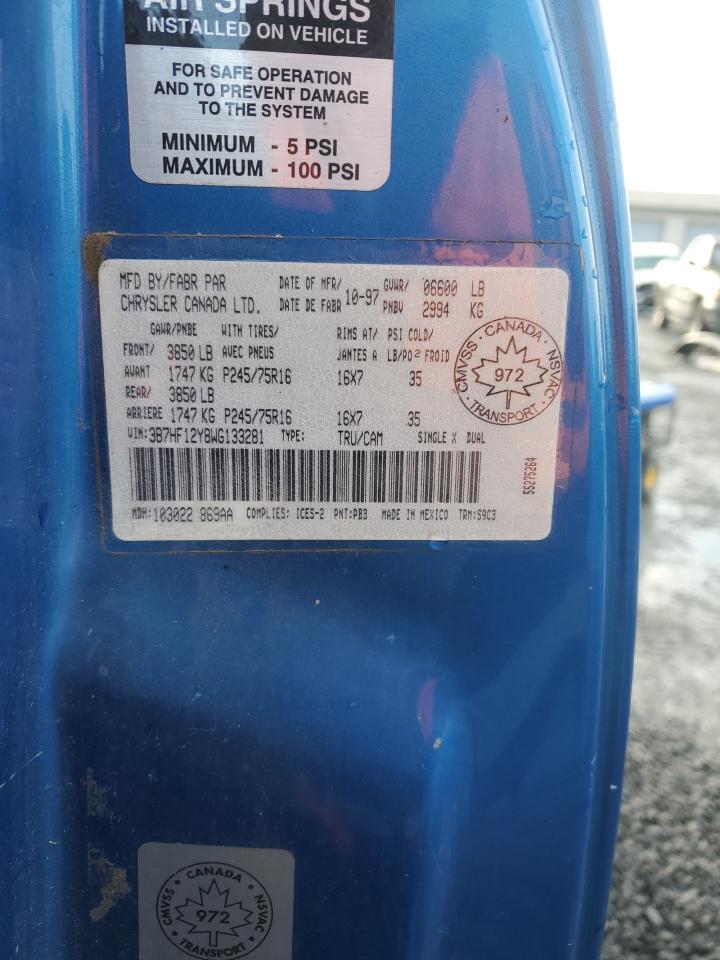 AIR SPRINGS
INSTALLED ON VEHICLE
FOR SAFE OPERATION
AND TO PREVENT DAMAGE
TO THE SYSTEM
MINIMUM - 5 PSI
MAXIMUM - 100 PSI
MFD BY/FABR PAR DATE OF MFR/ GVWR/ 06600 LB
CHRYSLER CANADA LTD. DATE DE FABR 10-97 PNBV 2994 KG
GAWR/PNBE WITH TIRES/ RIMS AT/ PSI COLD/
FRONT/ 3850 LB AVEC PNEUS JANTES A LB/PO² FROID
AVANT 1747 KG P245/75R16 16X7 35
REAR/ 3850 LB
ARRIERE 1747 KG P245/75R16 16X7 35
VIN: 3B7HF12Y8WG133281 TYPE: TRU/CAM SINGLE X DUAL
MDH: 103022 869AA COMPLIES: ICES-2 PNT: PB3 MADE IN MEXICO TRM: S9C3
55275264
CMVSS • CANADA • NSVAC • TRANSPORT •
972
CMVSS • CANADA • NSVAC • TRANSPORT •
972